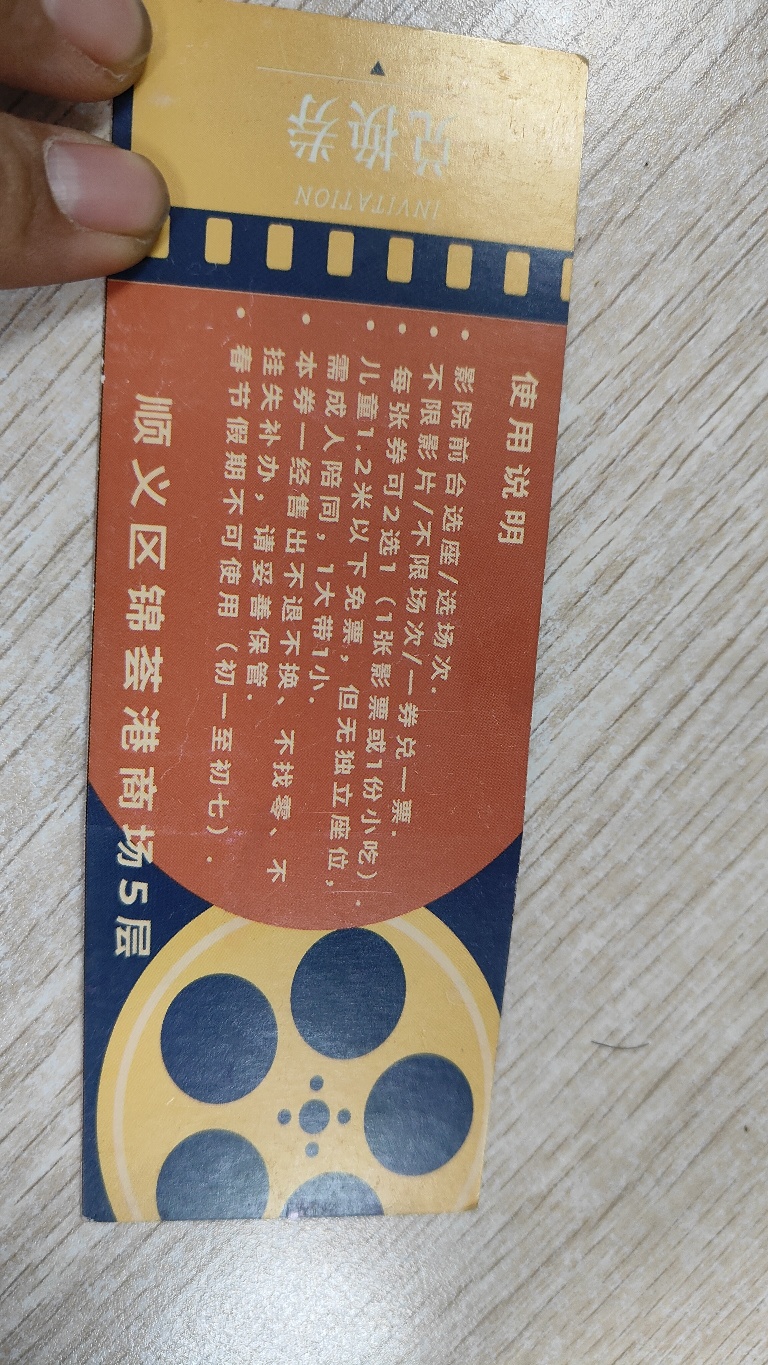 兑换券
INVITATION
使用说明
• 影院前台选座/选场次.
• 不限影片/不限场次/一券兑一票.
• 每张券可2选1（1张影票或1份小吃）.
• 儿童1.2米以下免票，但无独立座位，
需成人陪同，1大带1小.
• 本券一经售出不退不换、不找零、不
挂失补办，请妥善保管.
• 春节假期不可使用（初一至初七）.
顺义区锦荟港商场5层